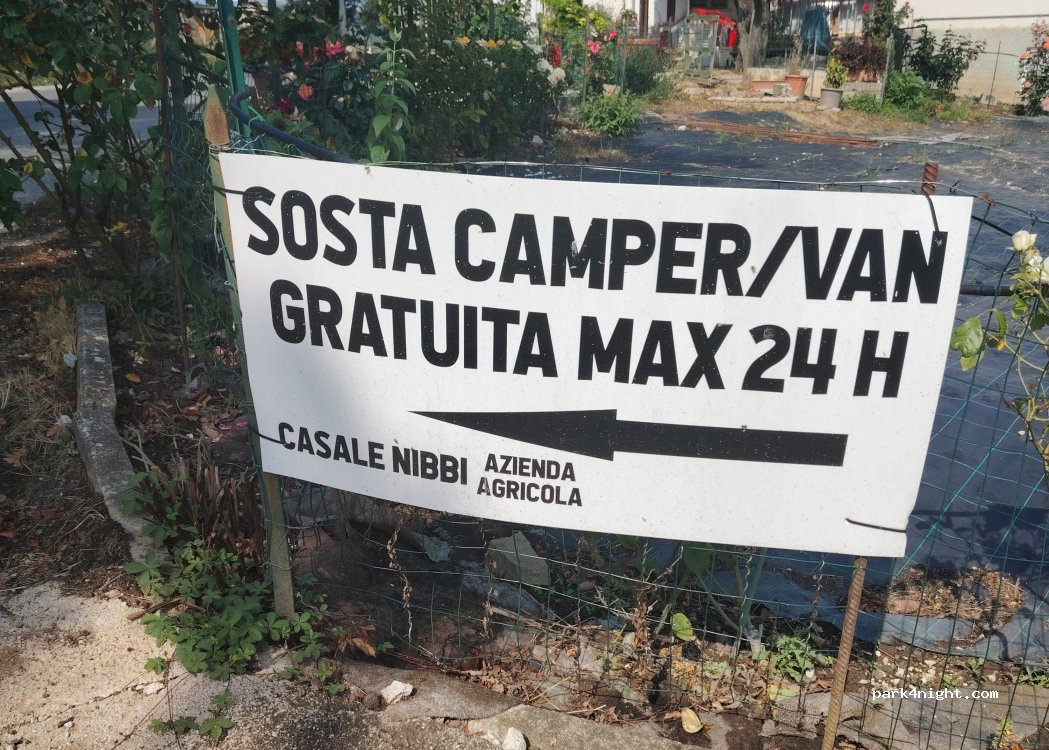 SOSTA CAMPER/VAN
GRATUITA MAX 24 H
CASALE NIBBI AZIENDA
AGRICOLA
park4night.com